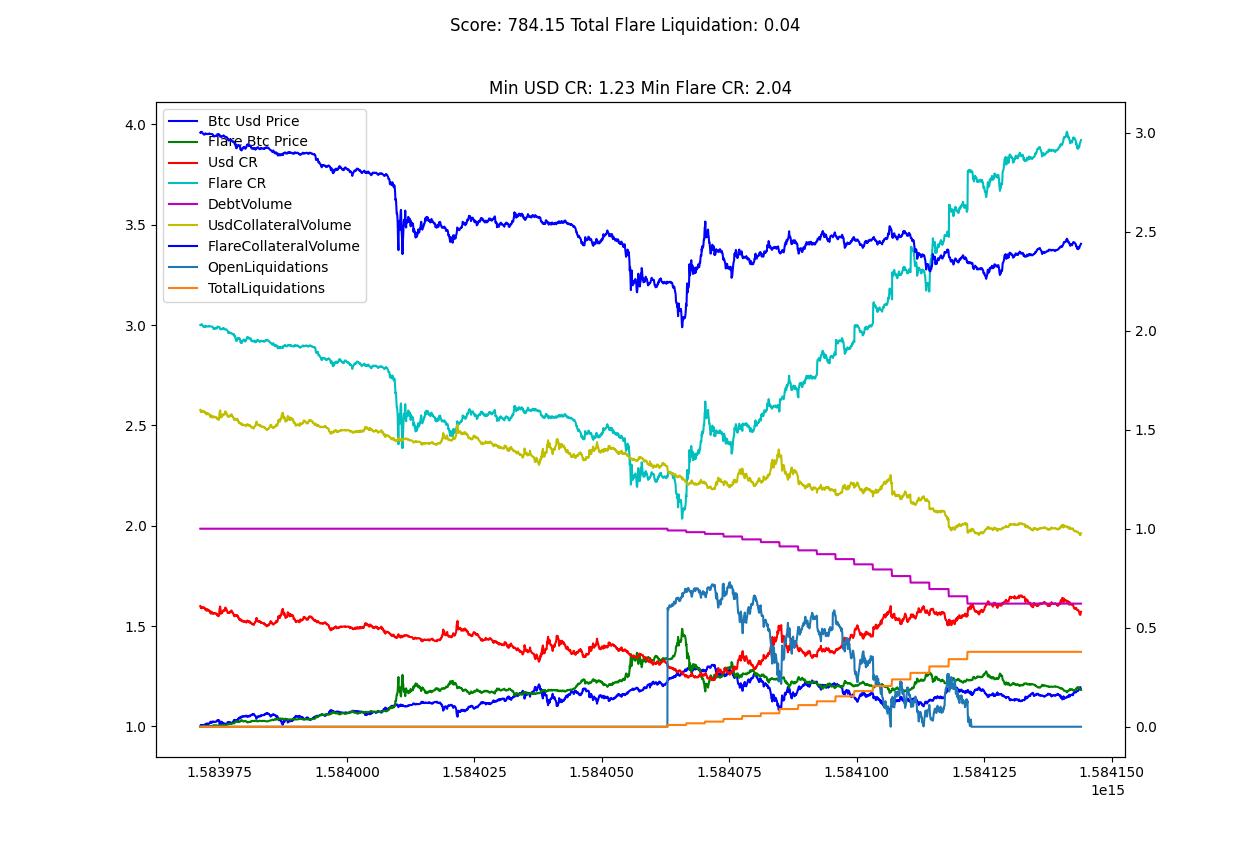 Score: 784.15 Total Flare Liquidation: 0.04
Min USD CR: 1.23 Min Flare CR: 2.04
Btc Usd Price
Flare Btc Price
Usd CR
Flare CR
DebtVolume
UsdCollateralVolume
FlareCollateralVolume
OpenLiquidations
TotalLiquidations
4.0
3.5
3.0
2.5
2.0
1.5
1.0
3.0
2.5
2.0
1.5
1.0
0.5
0.0
1.583975 1.584000 1.584025 1.584050 1.584075 1.584100 1.584125 1.584150
1e15